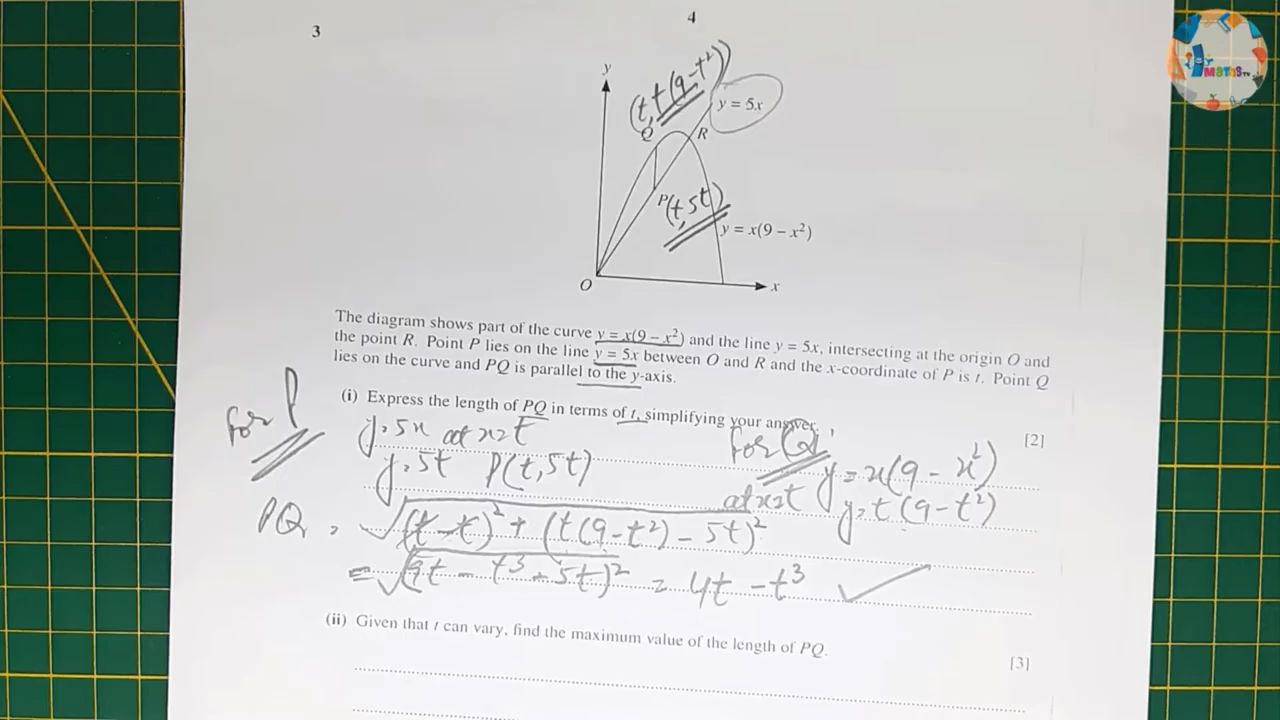 3
4
y
(t, t(9-t²))
y = 5x
Q
R
P(t, 5t)
y = x(9 − x²)
O
x
MATHS TV
The diagram shows part of the curve y = x(9 − x²) and the line y = 5x, intersecting at the origin O and
the point R. Point P lies on the line y = 5x between O and R and the x-coordinate of P is t. Point Q
lies on the curve and PQ is parallel to the y-axis.
(i) Express the length of PQ in terms of t, simplifying your answer. [2]
for P
y = 5x at x = t
y = 5t P(t, 5t)
for Q
y = x(9 - x²)
at x = t y = t(9-t²)
PQ = √(t-t)² + (t(9-t²) - 5t)²
= √(9t - t³ - 5t)² = 4t - t³ ✓
(ii) Given that t can vary, find the maximum value of the length of PQ. [3]